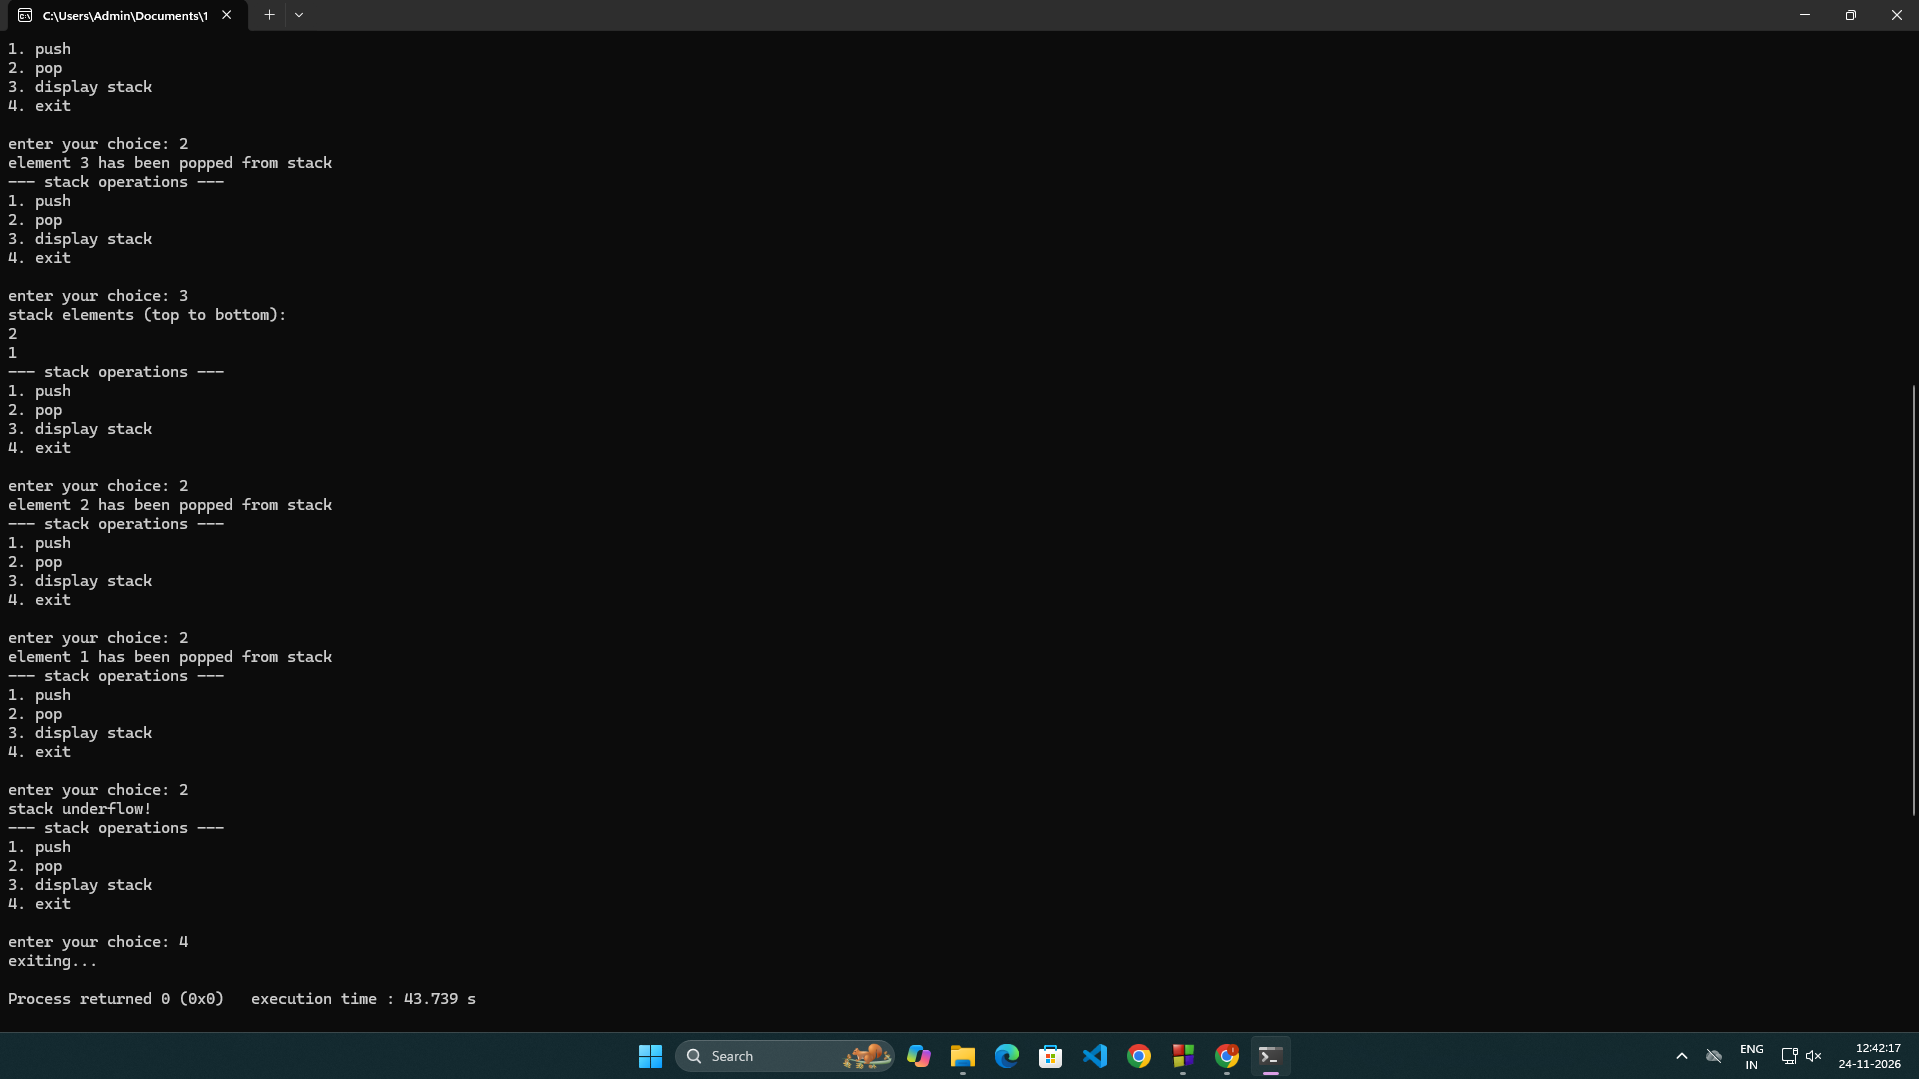 C:\Users\Admin\Documents\1
1. push
2. pop
3. display stack
4. exit
enter your choice: 2
element 3 has been popped from stack
--- stack operations ---
1. push
2. pop
3. display stack
4. exit
enter your choice: 3
stack elements (top to bottom):
2
1
--- stack operations ---
1. push
2. pop
3. display stack
4. exit
enter your choice: 2
element 2 has been popped from stack
--- stack operations ---
1. push
2. pop
3. display stack
4. exit
enter your choice: 2
element 1 has been popped from stack
--- stack operations ---
1. push
2. pop
3. display stack
4. exit
enter your choice: 2
stack underflow!
--- stack operations ---
1. push
2. pop
3. display stack
4. exit
enter your choice: 4
exiting...
Process returned 0 (0x0)   execution time : 43.739 s
Search
ENG
IN
12:42:17
24-11-2026